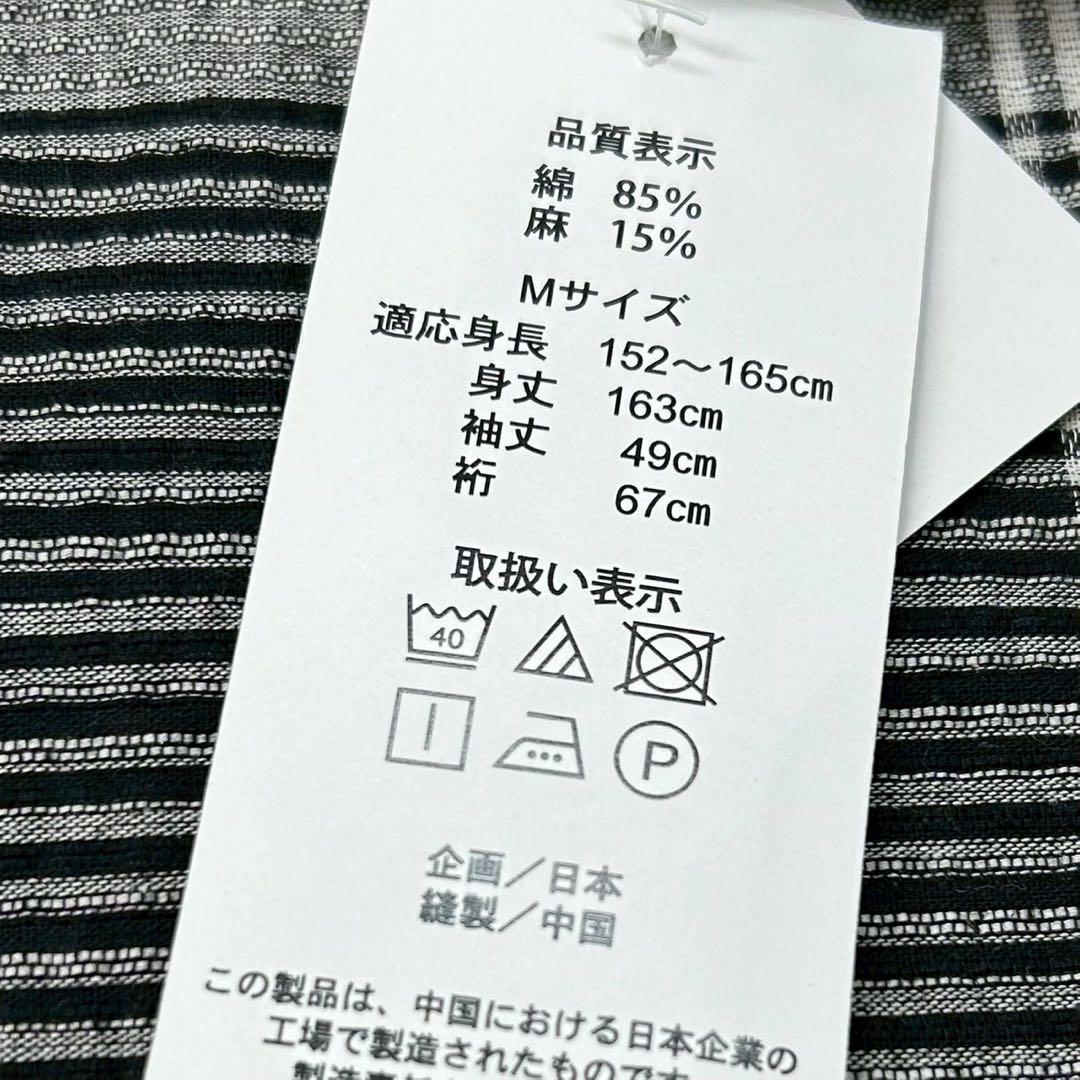 品質表示
綿 85%
麻 15%
Mサイズ
適応身長 152～165cm
身丈 163cm
袖丈 49cm
裄 67cm
取扱い表示
40
P
企画／日本
縫製／中国
この製品は、中国における日本企業の
工場で製造されたものです